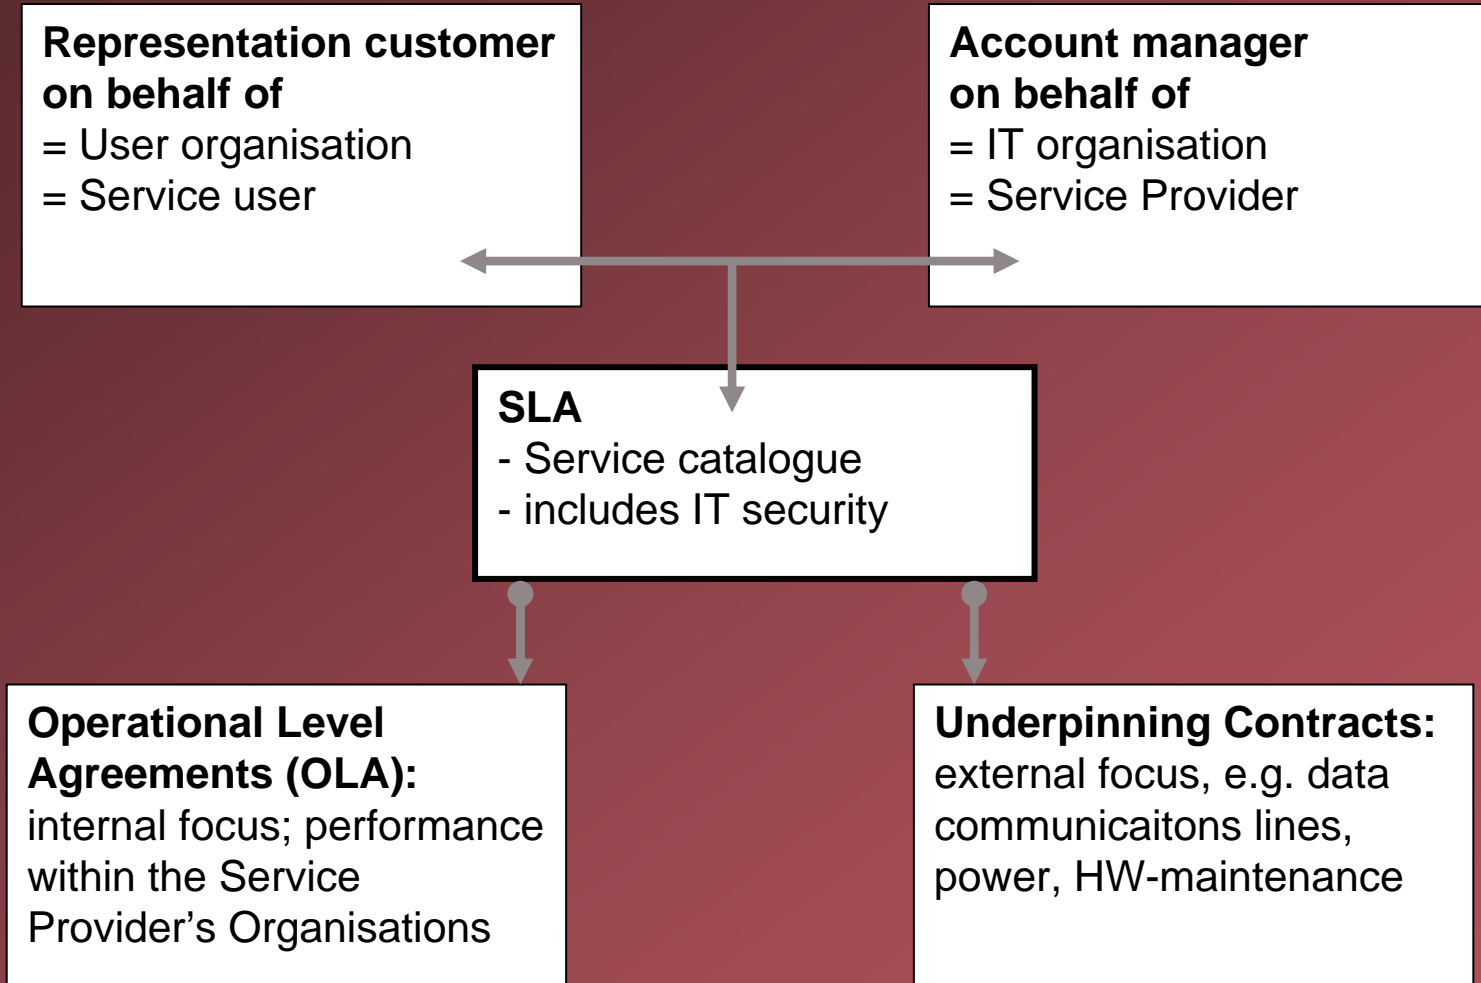 Representation customer
on behalf of
= User organisation
= Service user
Account manager
on behalf of
= IT organisation
= Service Provider
SLA
- Service catalogue
- includes IT security
Operational Level
Agreements (OLA):
internal focus; performance
within the Service
Provider’s Organisations
Underpinning Contracts:
external focus, e.g. data
communicaitons lines,
power, HW-maintenance